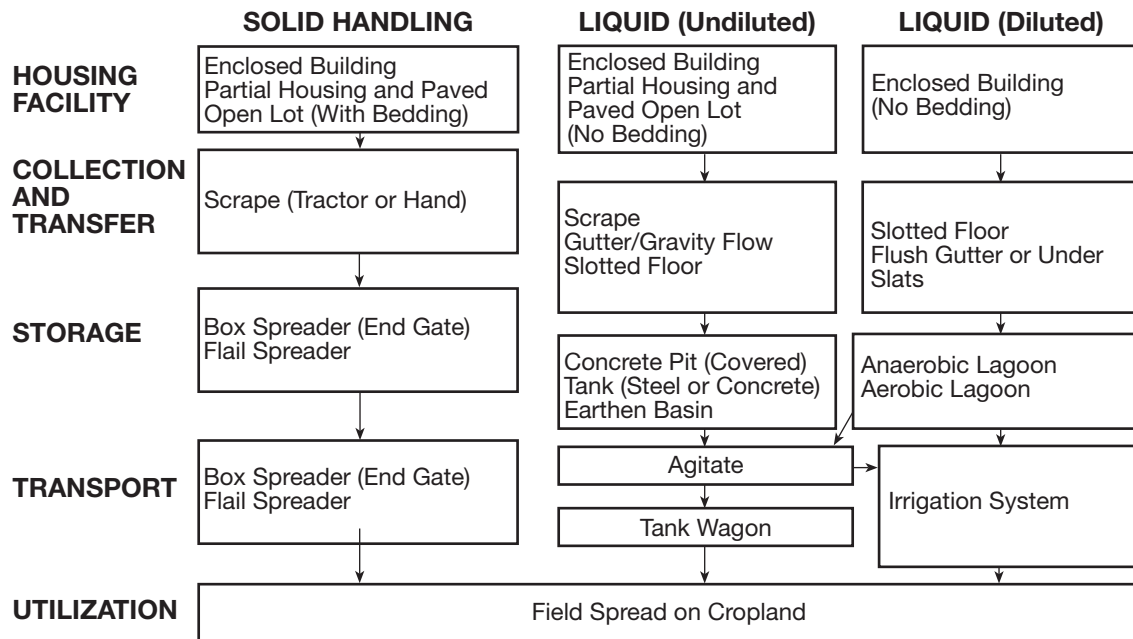 SOLID HANDLING
LIQUID (Undiluted)
LIQUID (Diluted)
HOUSING
FACILITY
Enclosed Building
Partial Housing and Paved
Open Lot (With Bedding)
Enclosed Building
Partial Housing and
Paved Open Lot
(No Bedding)
Enclosed Building
(No Bedding)
COLLECTION
AND
TRANSFER
Scrape (Tractor or Hand)
Scrape
Gutter/Gravity Flow
Slotted Floor
Slotted Floor
Flush Gutter or Under
Slats
STORAGE
Box Spreader (End Gate)
Flail Spreader
Concrete Pit (Covered)
Tank (Steel or Concrete)
Earthen Basin
Anaerobic Lagoon
Aerobic Lagoon
TRANSPORT
Box Spreader (End Gate)
Flail Spreader
Agitate
Tank Wagon
Irrigation System
UTILIZATION
Field Spread on Cropland